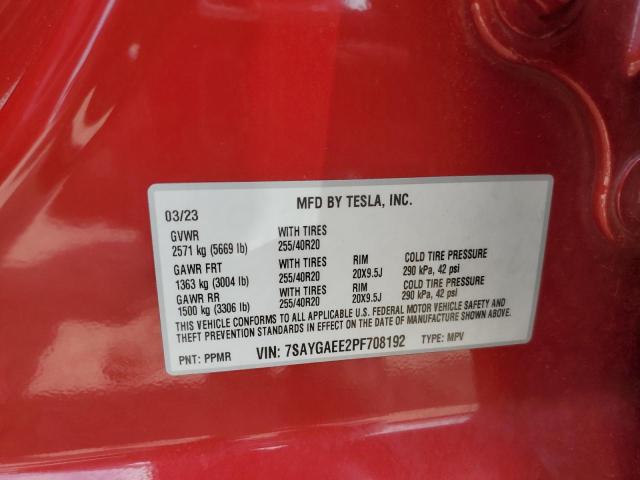 MFD BY TESLA, INC.
03/23
GVWR WITH TIRES
2571 kg (5669 lb) 255/40R20
GAWR FRT WITH TIRES RIM COLD TIRE PRESSURE
1363 kg (3004 lb) 255/40R20 20X9.5J 290 kPa, 42 psi
GAWR RR WITH TIRES RIM COLD TIRE PRESSURE
1500 kg (3306 lb) 255/40R20 20X9.5J 290 kPa, 42 psi
THIS VEHICLE CONFORMS TO ALL APPLICABLE U.S. FEDERAL MOTOR VEHICLE SAFETY AND
THEFT PREVENTION STANDARDS IN EFFECT ON THE DATE OF MANUFACTURE SHOWN ABOVE.
PNT: PPMR VIN: 7SAYGAEE2PF708192 TYPE: MPV